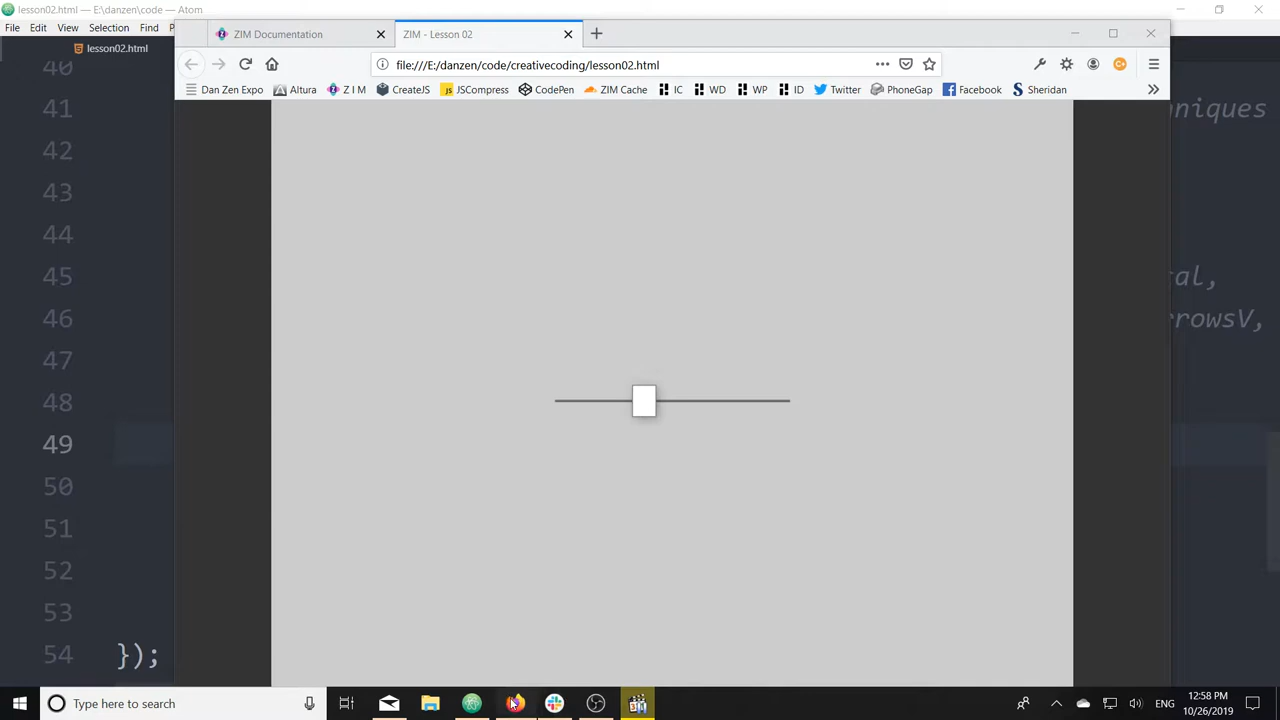 lesson02.html — E:\danzen\code — Atom
File Edit View Selection Find P
lesson02.html
ZIM Documentation
ZIM - Lesson 02
file:///E:/danzen/code/creativecoding/lesson02.html
Dan Zen Expo Altura Z I M CreateJS JSCompress CodePen ZIM Cache IC WD WP ID Twitter PhoneGap Facebook Sheridan
40
41 niques
42
43
44
45 tal,
46 rrowsV,
47
48
49
50
51
52
53
54 });
Type here to search
ENG
12:58 PM
10/26/2019